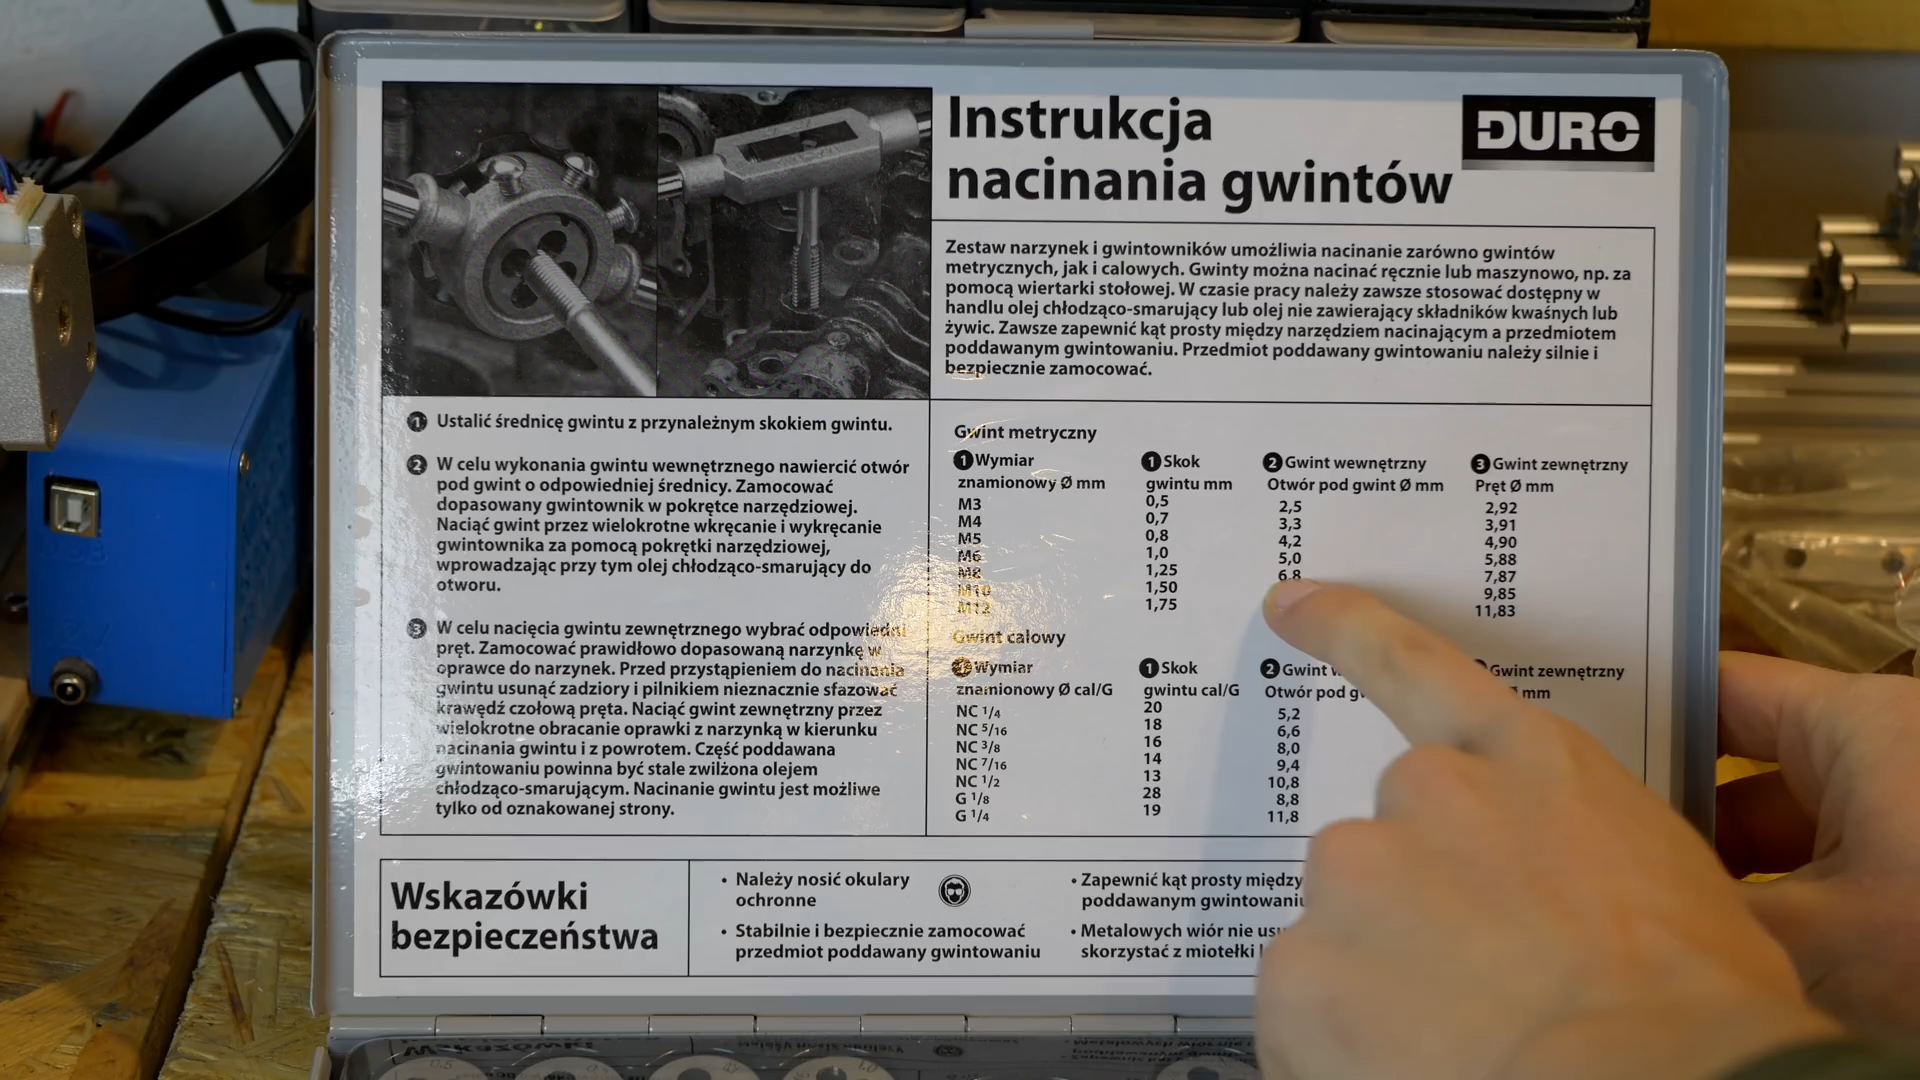 Instrukcja
nacinania gwintów
DURO
Zestaw narzynek i gwintowników umożliwia nacinanie zarówno gwintów
metrycznych, jak i calowych. Gwinty można nacinać ręcznie lub maszynowo, np. za
pomocą wiertarki stołowej. W czasie pracy należy zawsze stosować dostępny w
handlu olej chłodząco-smarujący lub olej nie zawierający składników kwaśnych lub
żywic. Zawsze zapewnić kąt prosty między narzędziem nacinającym a przedmiotem
poddawanym gwintowaniu. Przedmiot poddawany gwintowaniu należy silnie i
bezpiecznie zamocować.
1 Ustalić średnicę gwintu z przynależnym skokiem gwintu.
2 W celu wykonania gwintu wewnętrznego nawiercić otwór
pod gwint o odpowiedniej średnicy. Zamocować
dopasowany gwintownik w pokrętce narzędziowej.
Naciąć gwint przez wielokrotne wkręcanie i wykręcanie
gwintownika za pomocą pokrętki narzędziowej,
wprowadzając przy tym olej chłodząco-smarujący do
otworu.
3 W celu nacięcia gwintu zewnętrznego wybrać odpowiedni
pręt. Zamocować prawidłowo dopasowaną narzynkę w
oprawce do narzynek. Przed przystąpieniem do nacinania
gwintu usunąć zadziory i pilnikiem nieznacznie sfazować
krawędź czołową pręta. Naciąć gwint zewnętrzny przez
wielokrotne obracanie oprawki z narzynką w kierunku
nacinania gwintu i z powrotem. Część poddawana
gwintowaniu powinna być stale zwilżona olejem
chłodząco-smarującym. Nacinanie gwintu jest możliwe
tylko od oznakowanej strony.
Gwint metryczny
1 Wymiar 1 Skok 2 Gwint wewnętrzny 3 Gwint zewnętrzny
znamionowy Ø mm gwintu mm Otwór pod gwint Ø mm Pręt Ø mm
M3 0,5 2,5 2,92
M4 0,7 3,3 3,91
M5 0,8 4,2 4,90
M6 1,0 5,0 5,88
M8 1,25 6,8 7,87
M10 1,50 9,85
M12 1,75 11,83
Gwint calowy
1 Wymiar 1 Skok 2 Gwint Gwint zewnętrzny
znamionowy Ø cal/G gwintu cal/G Otwór pod Ø mm
NC 1/4 20 5,2
NC 5/16 18 6,6
NC 3/8 16 8,0
NC 7/16 14 9,4
NC 1/2 13 10,8
G 1/8 28 8,8
G 1/4 19 11,8
Wskazówki
bezpieczeństwa
• Należy nosić okulary
ochronne
• Stabilnie i bezpiecznie zamocować
przedmiot poddawany gwintowaniu
• Zapewnić kąt prosty między
poddawanym
• Metalowych wiór nie
skorzystać z miotełki